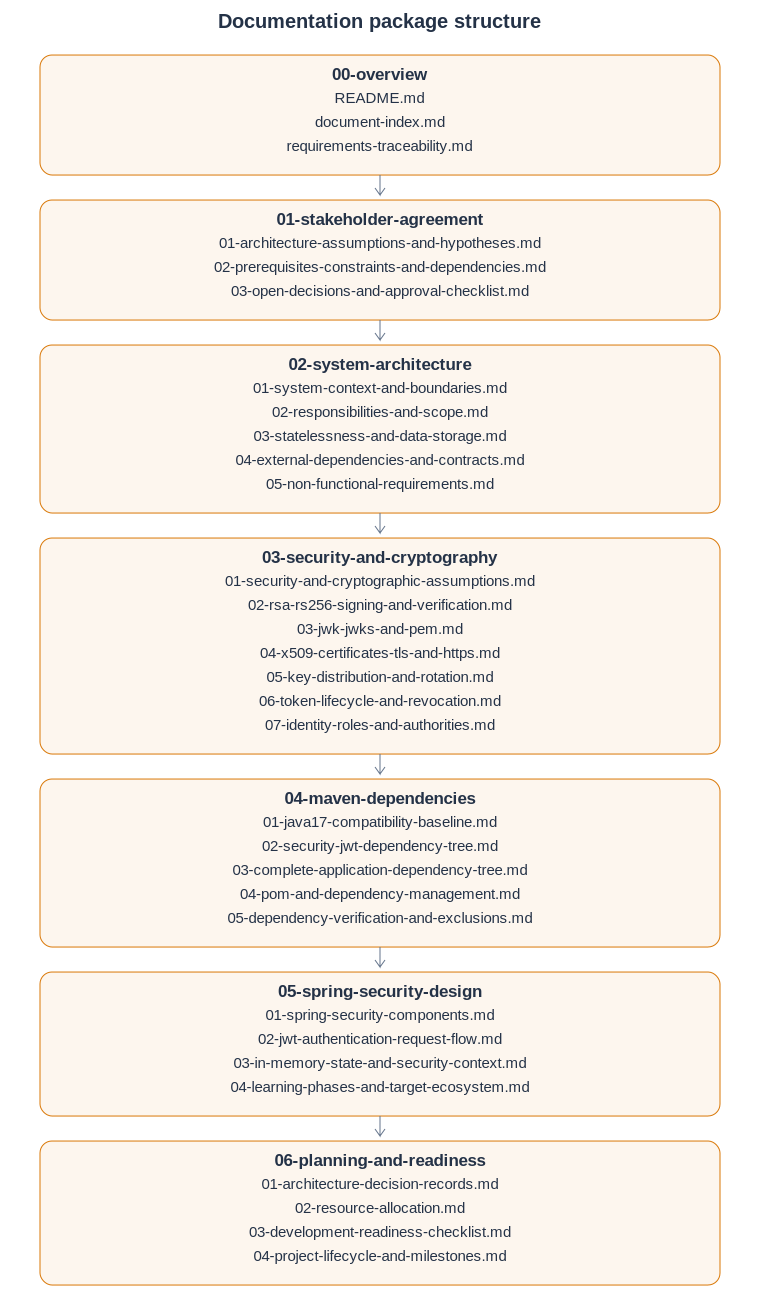 Documentation package structure
00-overview
README.md
document-index.md
requirements-traceability.md
01-stakeholder-agreement
01-architecture-assumptions-and-hypotheses.md
02-prerequisites-constraints-and-dependencies.md
03-open-decisions-and-approval-checklist.md
02-system-architecture
01-system-context-and-boundaries.md
02-responsibilities-and-scope.md
03-statelessness-and-data-storage.md
04-external-dependencies-and-contracts.md
05-non-functional-requirements.md
03-security-and-cryptography
01-security-and-cryptographic-assumptions.md
02-rsa-rs256-signing-and-verification.md
03-jwk-jwks-and-pem.md
04-x509-certificates-tls-and-https.md
05-key-distribution-and-rotation.md
06-token-lifecycle-and-revocation.md
07-identity-roles-and-authorities.md
04-maven-dependencies
01-java17-compatibility-baseline.md
02-security-jwt-dependency-tree.md
03-complete-application-dependency-tree.md
04-pom-and-dependency-management.md
05-dependency-verification-and-exclusions.md
05-spring-security-design
01-spring-security-components.md
02-jwt-authentication-request-flow.md
03-in-memory-state-and-security-context.md
04-learning-phases-and-target-ecosystem.md
06-planning-and-readiness
01-architecture-decision-records.md
02-resource-allocation.md
03-development-readiness-checklist.md
04-project-lifecycle-and-milestones.md